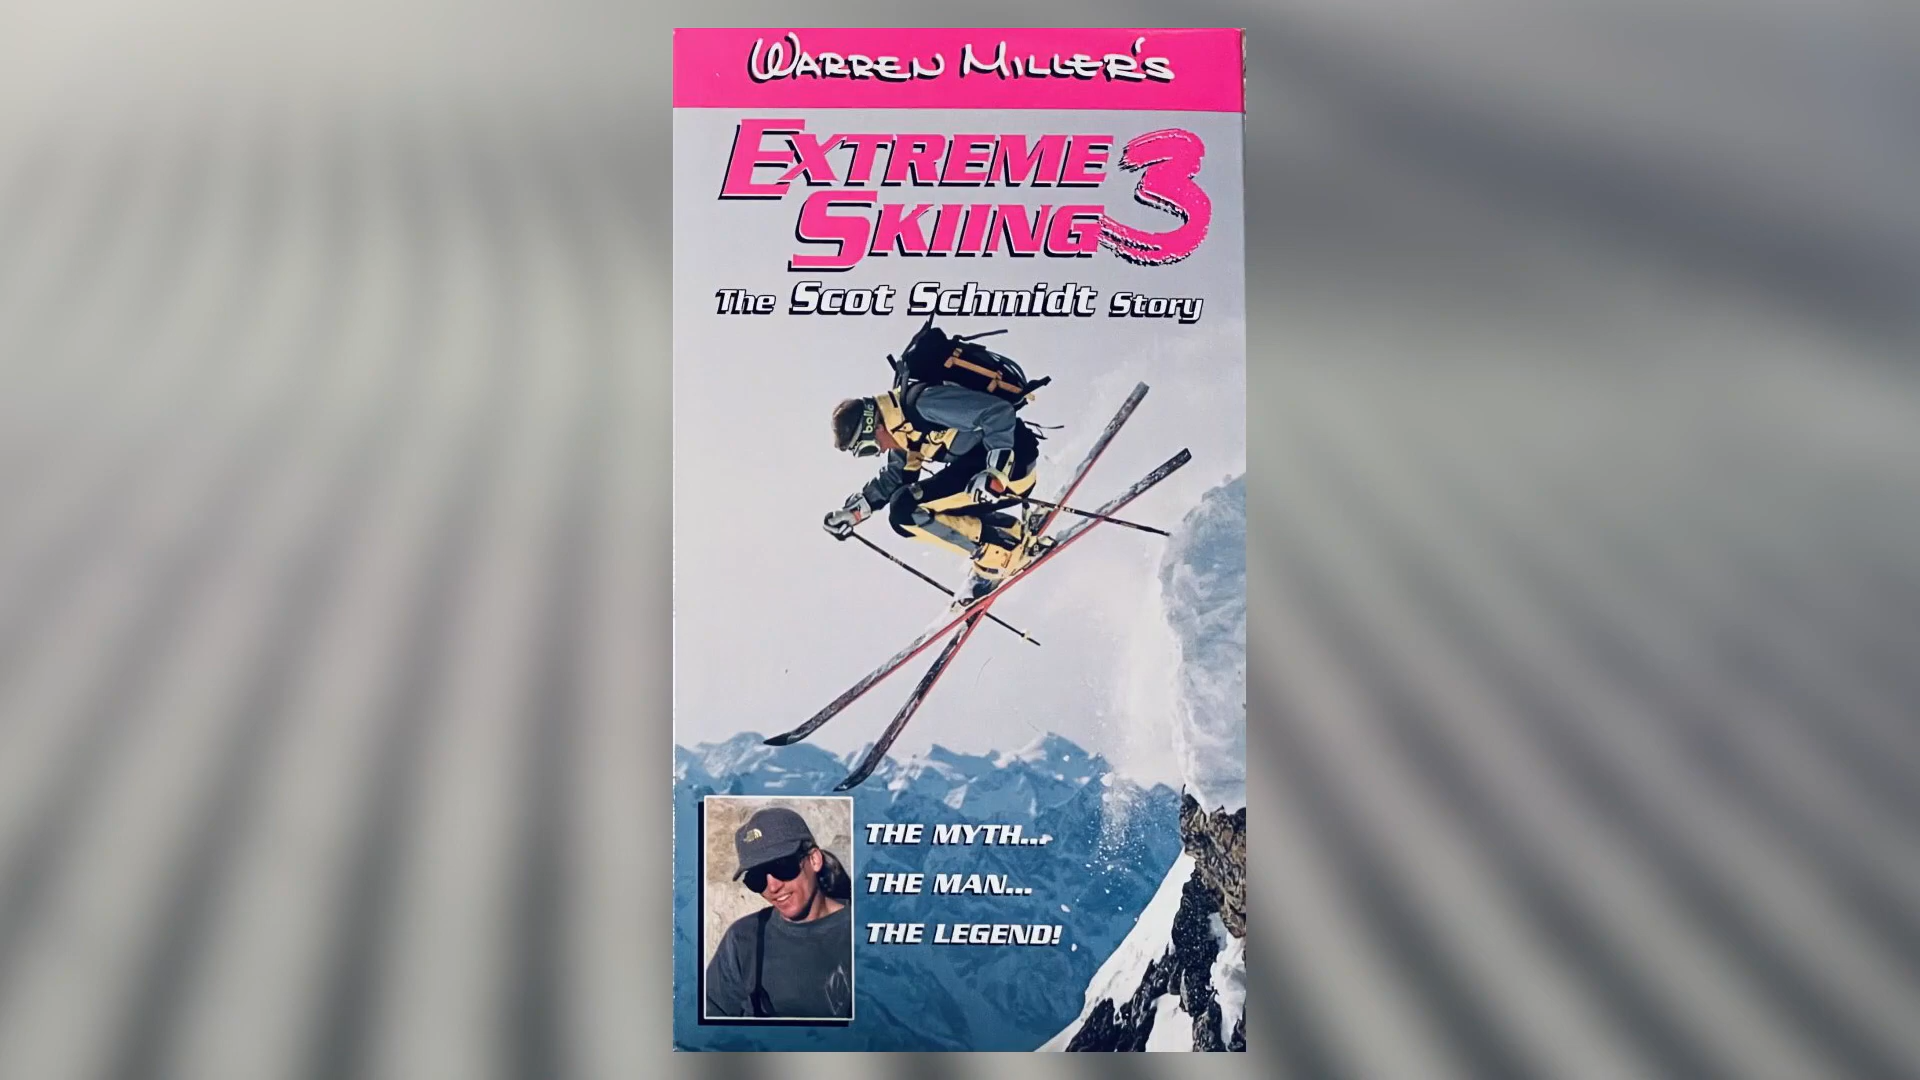 WARREN MILLER'S
EXTREME
SKIING 3
The Scot Schmidt Story
bollé
THE MYTH...
THE MAN...
THE LEGEND!